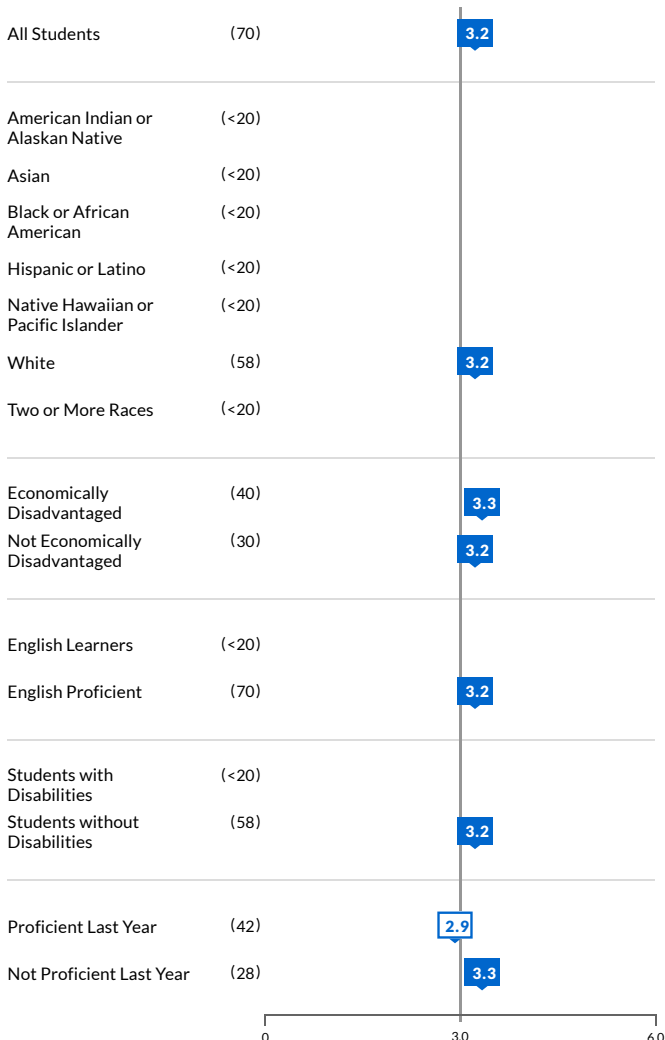 All Students (70) 3.2
American Indian or (<20)
Alaskan Native
Asian (<20)
Black or African (<20)
American
Hispanic or Latino (<20)
Native Hawaiian or (<20)
Pacific Islander
White (58) 3.2
Two or More Races (<20)
Economically (40) 3.3
Disadvantaged
Not Economically (30) 3.2
Disadvantaged
English Learners (<20)
English Proficient (70) 3.2
Students with (<20)
Disabilities
Students without (58) 3.2
Disabilities
Proficient Last Year (42) 2.9
Not Proficient Last Year (28) 3.3
0 3.0 6.0